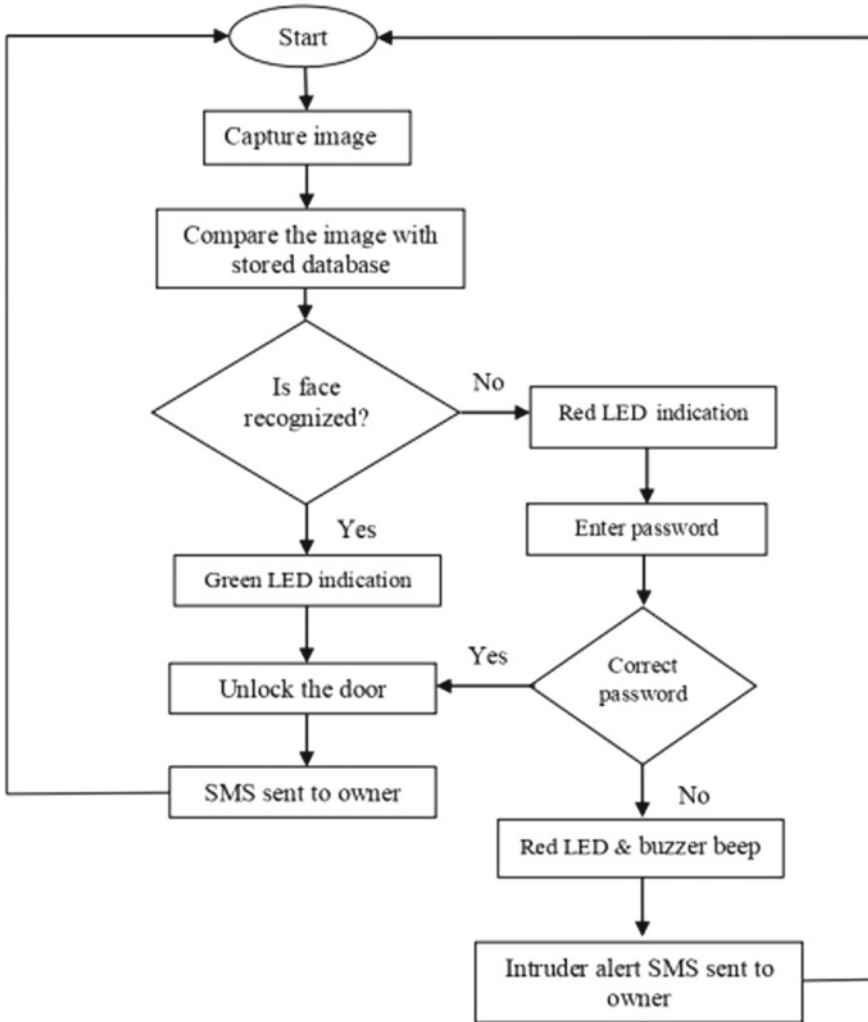 Start
Capture image
Compare the image with
stored database
Is face
recognized?
No
Red LED indication
Enter password
Yes
Green LED indication
Correct
password
Yes
Unlock the door
SMS sent to owner
No
Red LED & buzzer beep
Intruder alert SMS sent to
owner